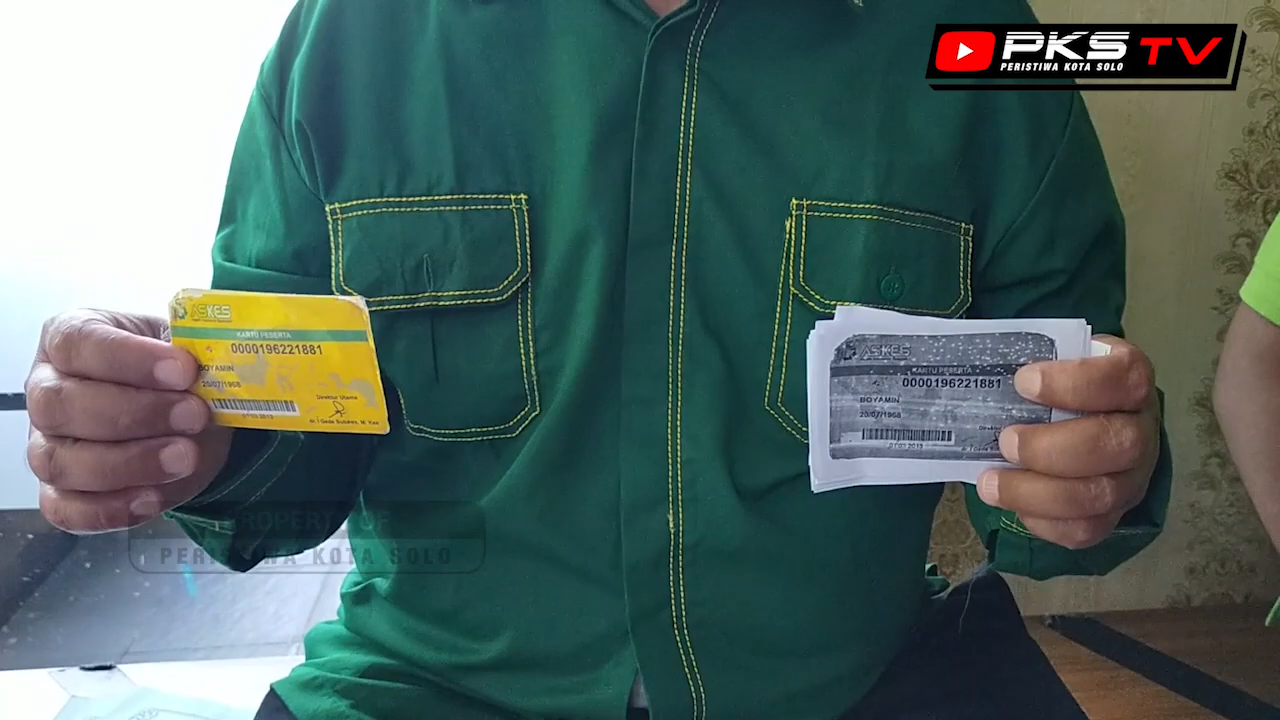 PKS TV
PERISTIWA KOTA SOLO
ASKES
KARTU PESERTA
0000196221881
BOYAMIN
20/07/1968
Direktur Utama
ASKES
KARTU PESERTA
0000196221881
BOYAMIN
20/07/1968
PROPERTY OF
PERISTIWA KOTA SOLO